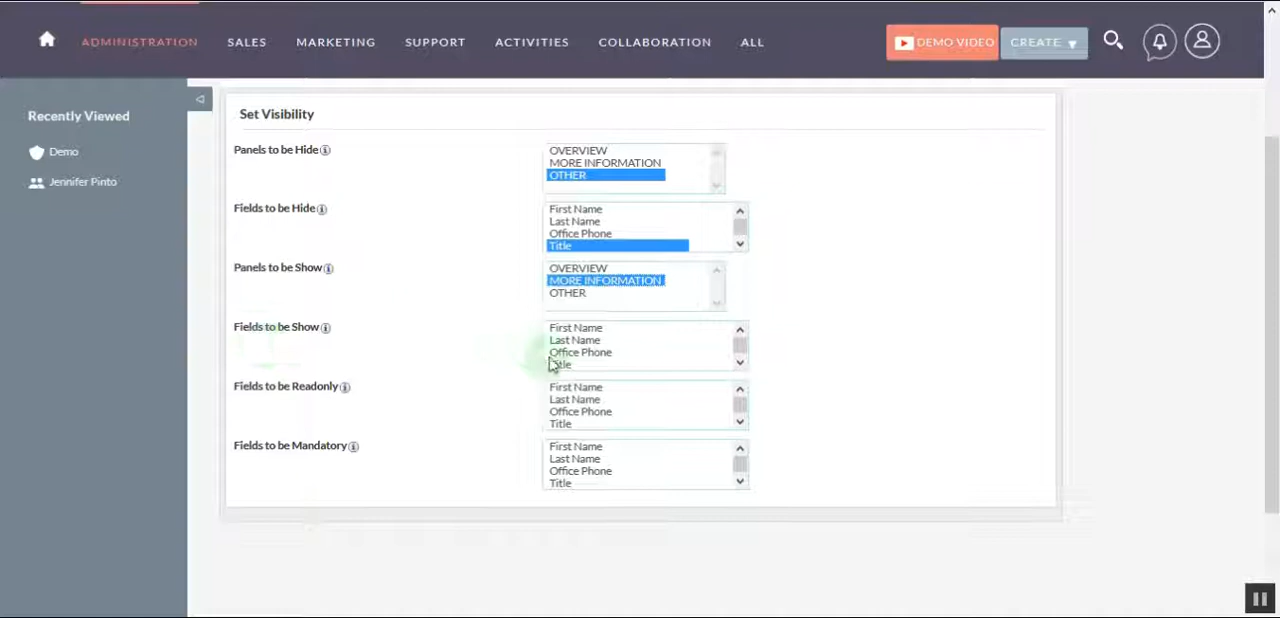 ADMINISTRATION SALES MARKETING SUPPORT ACTIVITIES COLLABORATION ALL DEMO VIDEO CREATE
Recently Viewed
Demo
Jennifer Pinto
Set Visibility
Panels to be Hide
OVERVIEW
MORE INFORMATION
OTHER
Fields to be Hide
First Name
Last Name
Office Phone
Title
Panels to be Show
OVERVIEW
MORE INFORMATION
OTHER
Fields to be Show
First Name
Last Name
Office Phone
Title
Fields to be Readonly
First Name
Last Name
Office Phone
Title
Fields to be Mandatory
First Name
Last Name
Office Phone
Title